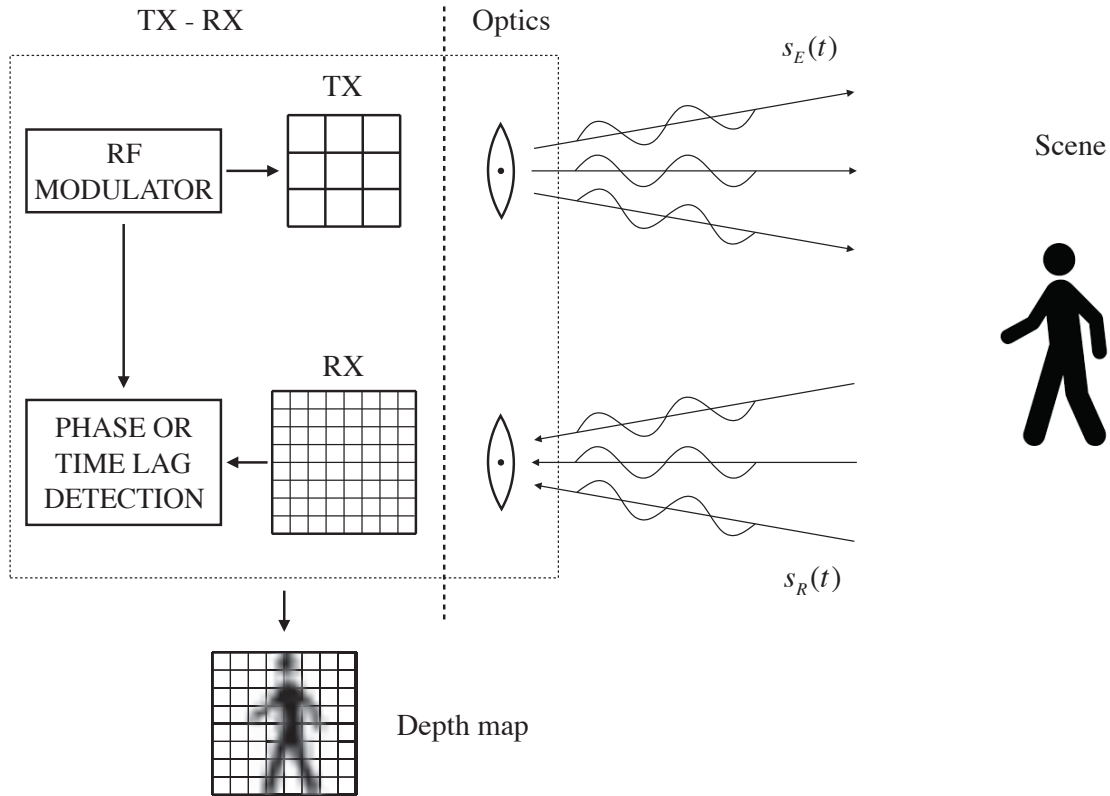 TX - RX
Optics
s_E(t)
TX
RF
MODULATOR
Scene
RX
PHASE OR
TIME LAG
DETECTION
s_R(t)
Depth map